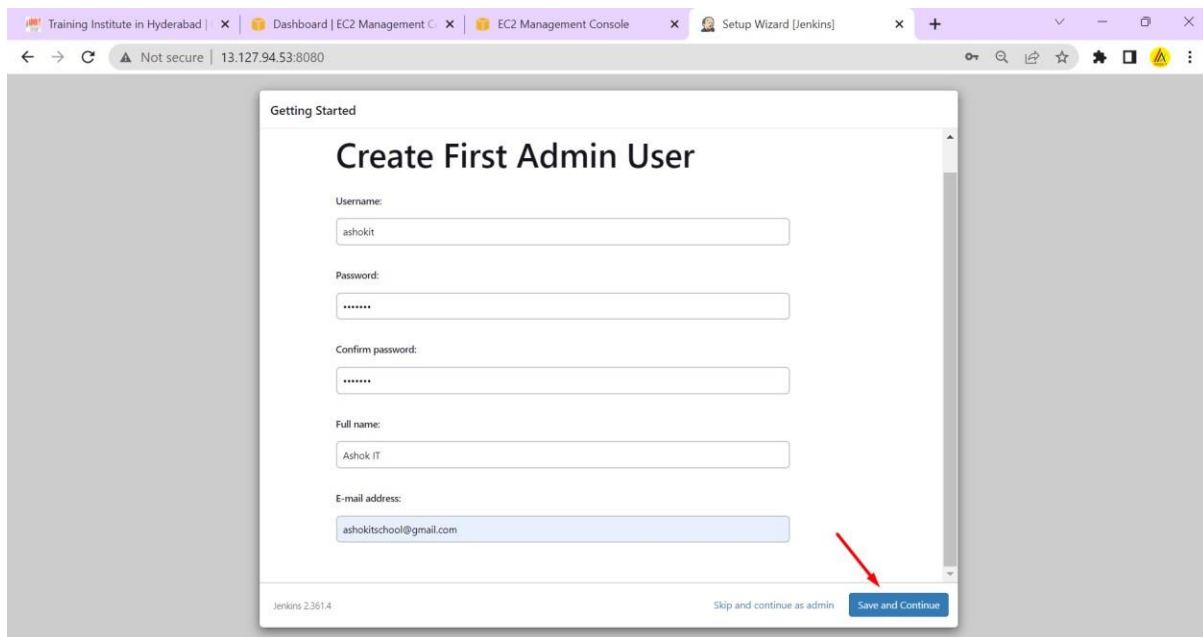 Training Institute in Hyderabad |
Dashboard | EC2 Management C
EC2 Management Console
Setup Wizard [Jenkins]
Not secure | 13.127.94.53:8080
Getting Started
Create First Admin User
Username:
ashokit
Password:
•••••••
Confirm password:
•••••••
Full name:
Ashok IT
E-mail address:
ashokitschool@gmail.com
Jenkins 2.361.4
Skip and continue as admin
Save and Continue